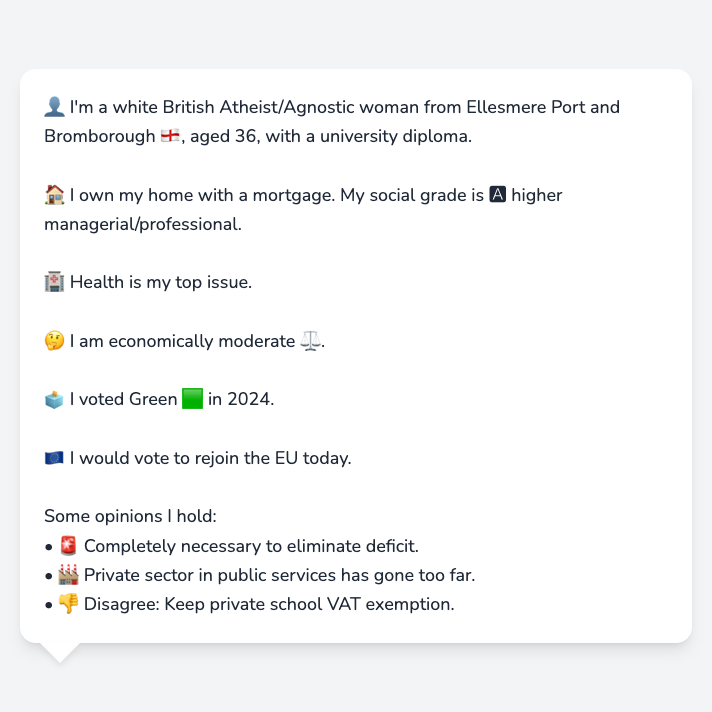 👤 I'm a white British Atheist/Agnostic woman from Ellesmere Port and
Bromborough 🏴󠁧󠁢󠁥󠁮󠁧󠁿, aged 36, with a university diploma.
🏠 I own my home with a mortgage. My social grade is 🅰 higher
managerial/professional.
🏥 Health is my top issue.
🤔 I am economically moderate ⚖️.
🗳️ I voted Green 🟩 in 2024.
🇪🇺 I would vote to rejoin the EU today.
Some opinions I hold:
• 🚨 Completely necessary to eliminate deficit.
• 🏭 Private sector in public services has gone too far.
• 👎 Disagree: Keep private school VAT exemption.